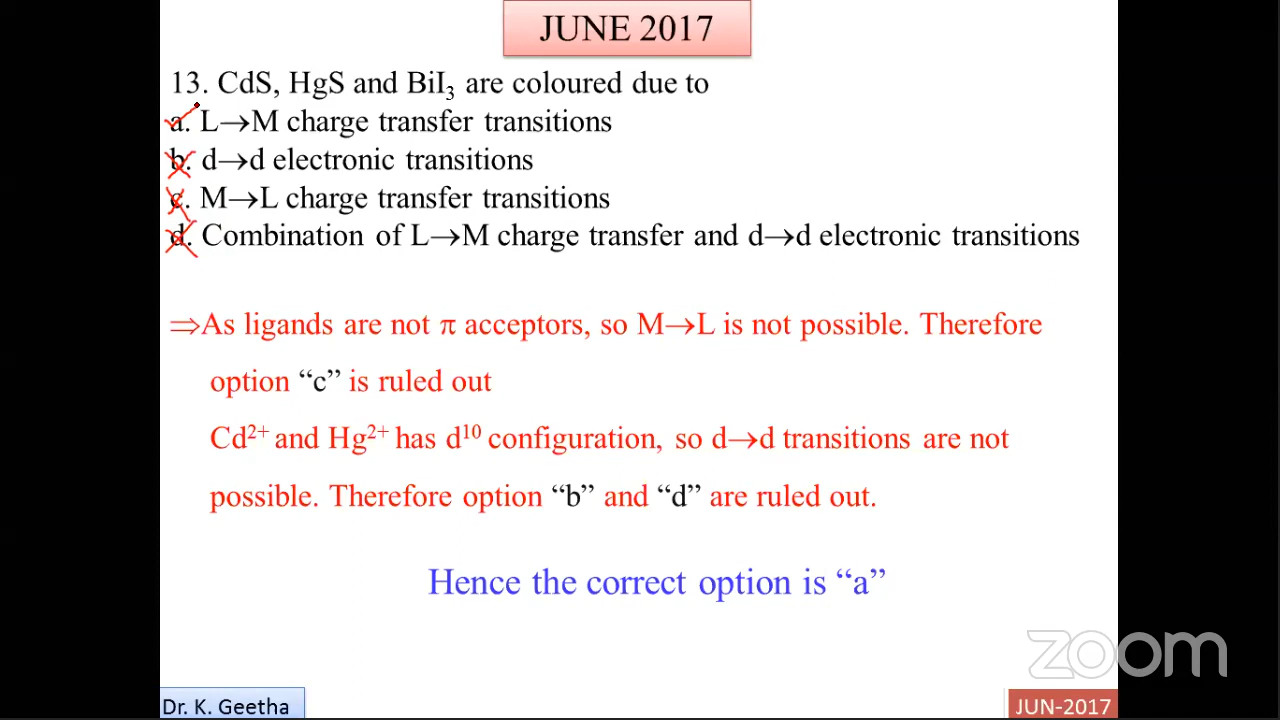 JUNE 2017
13. CdS, HgS and BiI₃ are coloured due to
a. L→M charge transfer transitions
b. d→d electronic transitions
c. M→L charge transfer transitions
d. Combination of L→M charge transfer and d→d electronic transitions
⇒As ligands are not π acceptors, so M→L is not possible. Therefore
option “c” is ruled out
Cd²⁺ and Hg²⁺ has d¹⁰ configuration, so d→d transitions are not
possible. Therefore option “b” and “d” are ruled out.
Hence the correct option is “a”
zoom
Dr. K. Geetha
JUN-2017